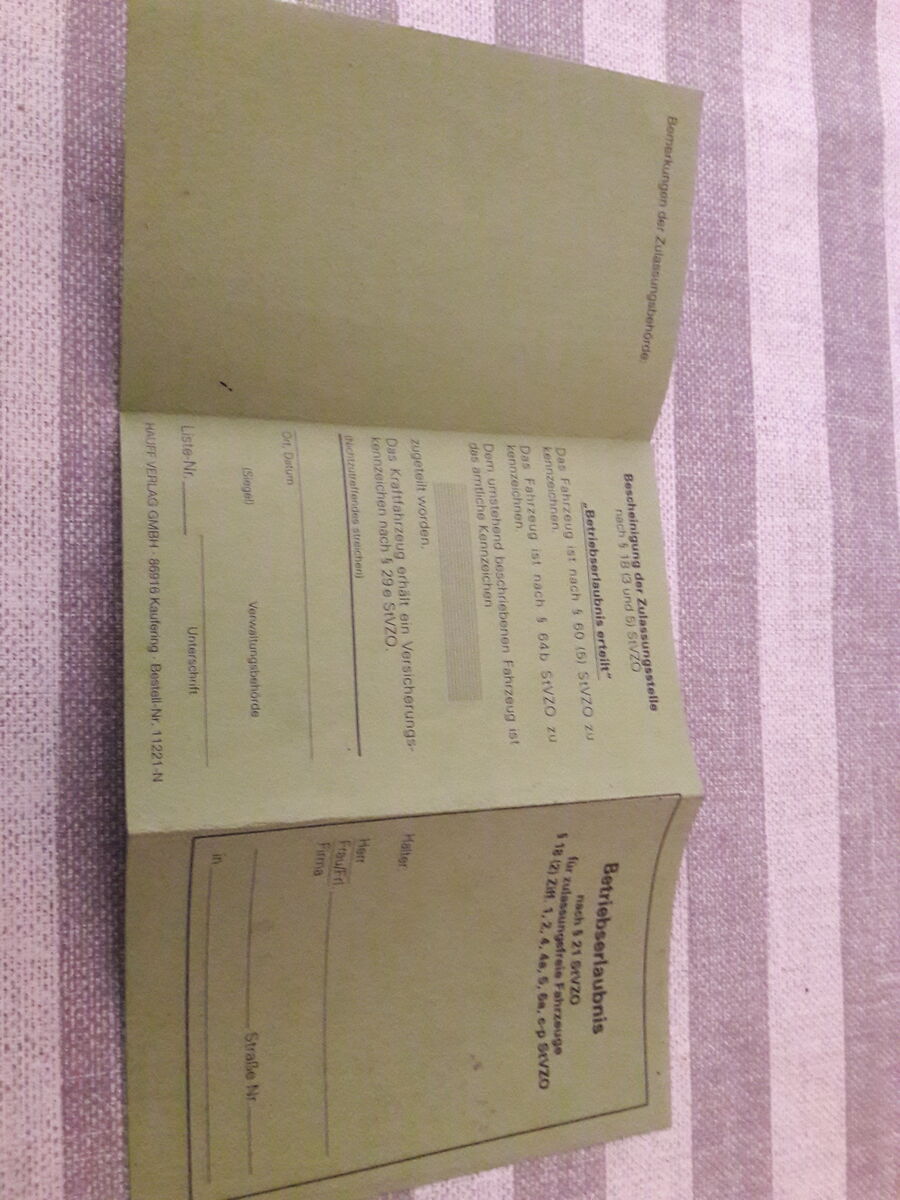 Bemerkungen der Zulassungsbehörde:
Bescheinigung der Zulassungsstelle
nach § 18 (3 und 5) StVZO
„Betriebserlaubnis erteilt"
Das Fahrzeug ist nach § 60 (5) StVZO zu
kennzeichnen.
Das Fahrzeug ist nach § 64b StVZO zu
kennzeichnen.
Dem umstehend beschriebenen Fahrzeug ist
das amtliche Kennzeichen
zugeteilt worden.
Das Kraftfahrzeug erhält ein Versicherungs-
kennzeichen nach § 29e StVZO.
(Nichtzutreffendes streichen)
Ort, Datum
(Siegel)
Verwaltungsbehörde
Unterschrift
Liste-Nr.
HAUFF VERLAG GMBH · 86916 Kaufering · Bestell-Nr. 11221-N
Betriebserlaubnis
nach § 21 StVZO
für zulassungsfreie Fahrzeuge
§ 18 (2) Ziff. 1, 2, 4, 4a, 5, 6a, c-p StVZO
Halter:
Herr
Frau/Frl.
Firma
Straße Nr.
in